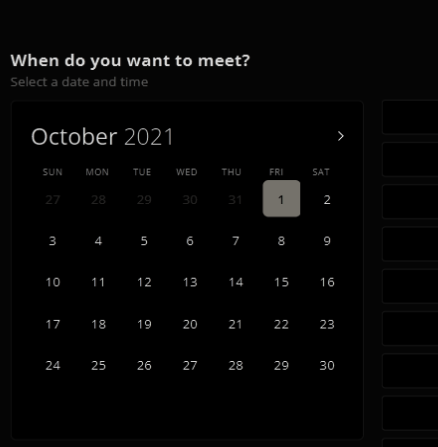 When do you want to meet?
Select a date and time
October 2021 >
SUN MON TUE WED THU FRI SAT
27 28 29 30 31 1 2
3 4 5 6 7 8 9
10 11 12 13 14 15 16
17 18 19 20 21 22 23
24 25 26 27 28 29 30